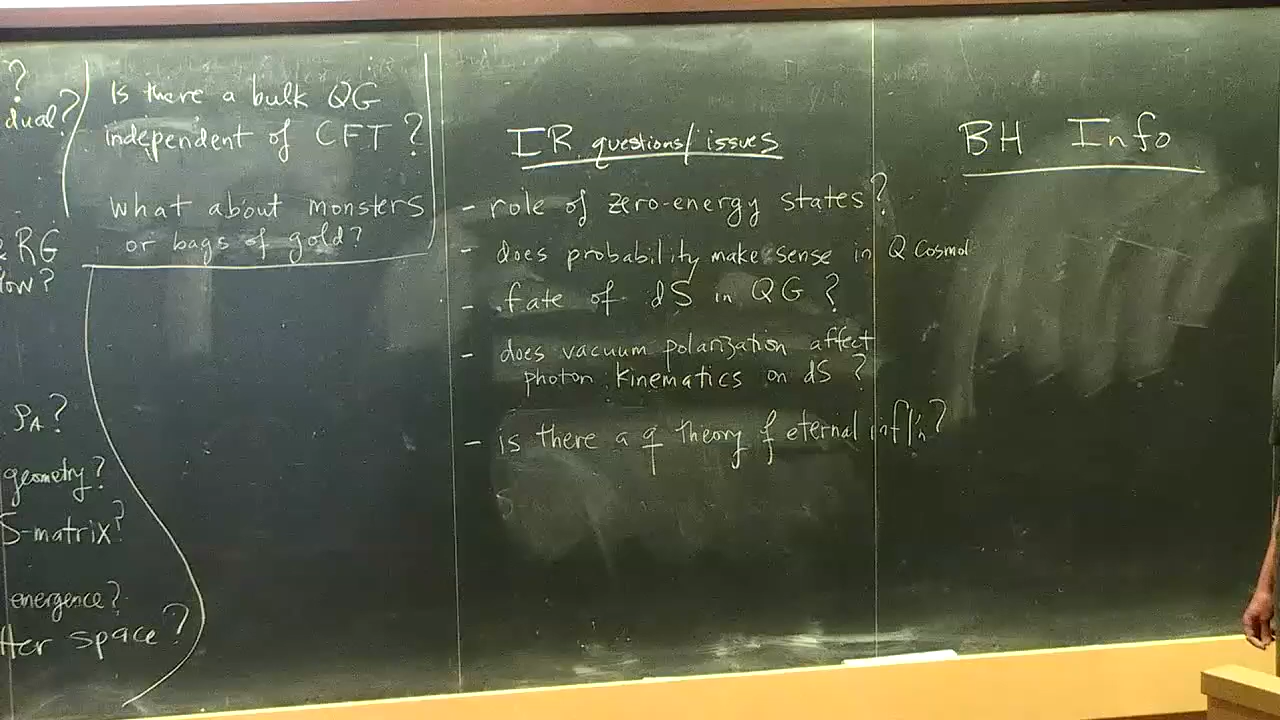 ?
dual?
RG
?
ρA?
geometry?
S-matrix?
emergence?
space?
Is there a bulk QG
independent of CFT?
What about monsters
or bags of gold?
IR questions/issues
- role of zero-energy states?
- does probability make sense in Q Cosmol
- fate of dS in QG?
- does vacuum polarization affect
photon kinematics on dS?
- is there a q theory of eternal infl'n?
BH Info